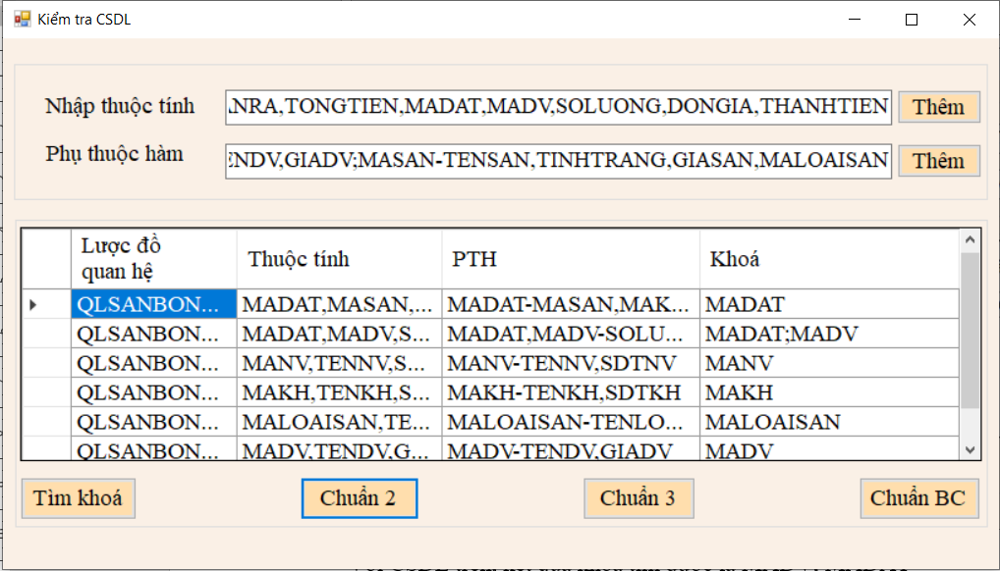 Kiểm tra CSDL
Nhập thuộc tính
ANRA,TONGTIEN,MADAT,MADV,SOLUONG,DONGIA,THANHTIEN
Thêm
Phụ thuộc hàm
ENDV,GIADV;MASAN-TENSAN,TINHTRANG,GIASAN,MALOAISAN
Thêm
Lược đồ
quan hệ
Thuộc tính
PTH
Khoá
QLSANBON... MADAT,MASAN,... MADAT-MASAN,MAK... MADAT
QLSANBON... MADAT,MADV,S... MADAT,MADV-SOLU... MADAT;MADV
QLSANBON... MANV,TENNV,S... MANV-TENNV,SDTNV MANV
QLSANBON... MAKH,TENKH,S... MAKH-TENKH,SDTKH MAKH
QLSANBON... MALOAISAN,TE... MALOAISAN-TENLO... MALOAISAN
QLSANBON... MADV,TENDV,G... MADV-TENDV,GIADV MADV
Tìm khoá
Chuẩn 2
Chuẩn 3
Chuẩn BC